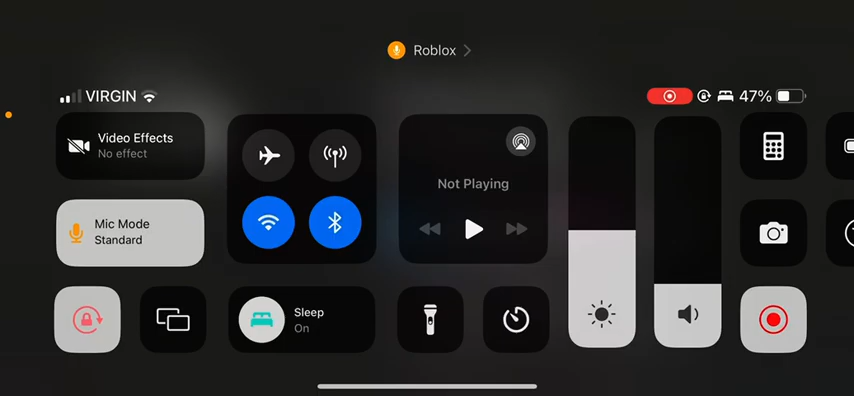 Roblox
VIRGIN
47%
Video Effects
No effect
Not Playing
Mic Mode
Standard
Sleep
On